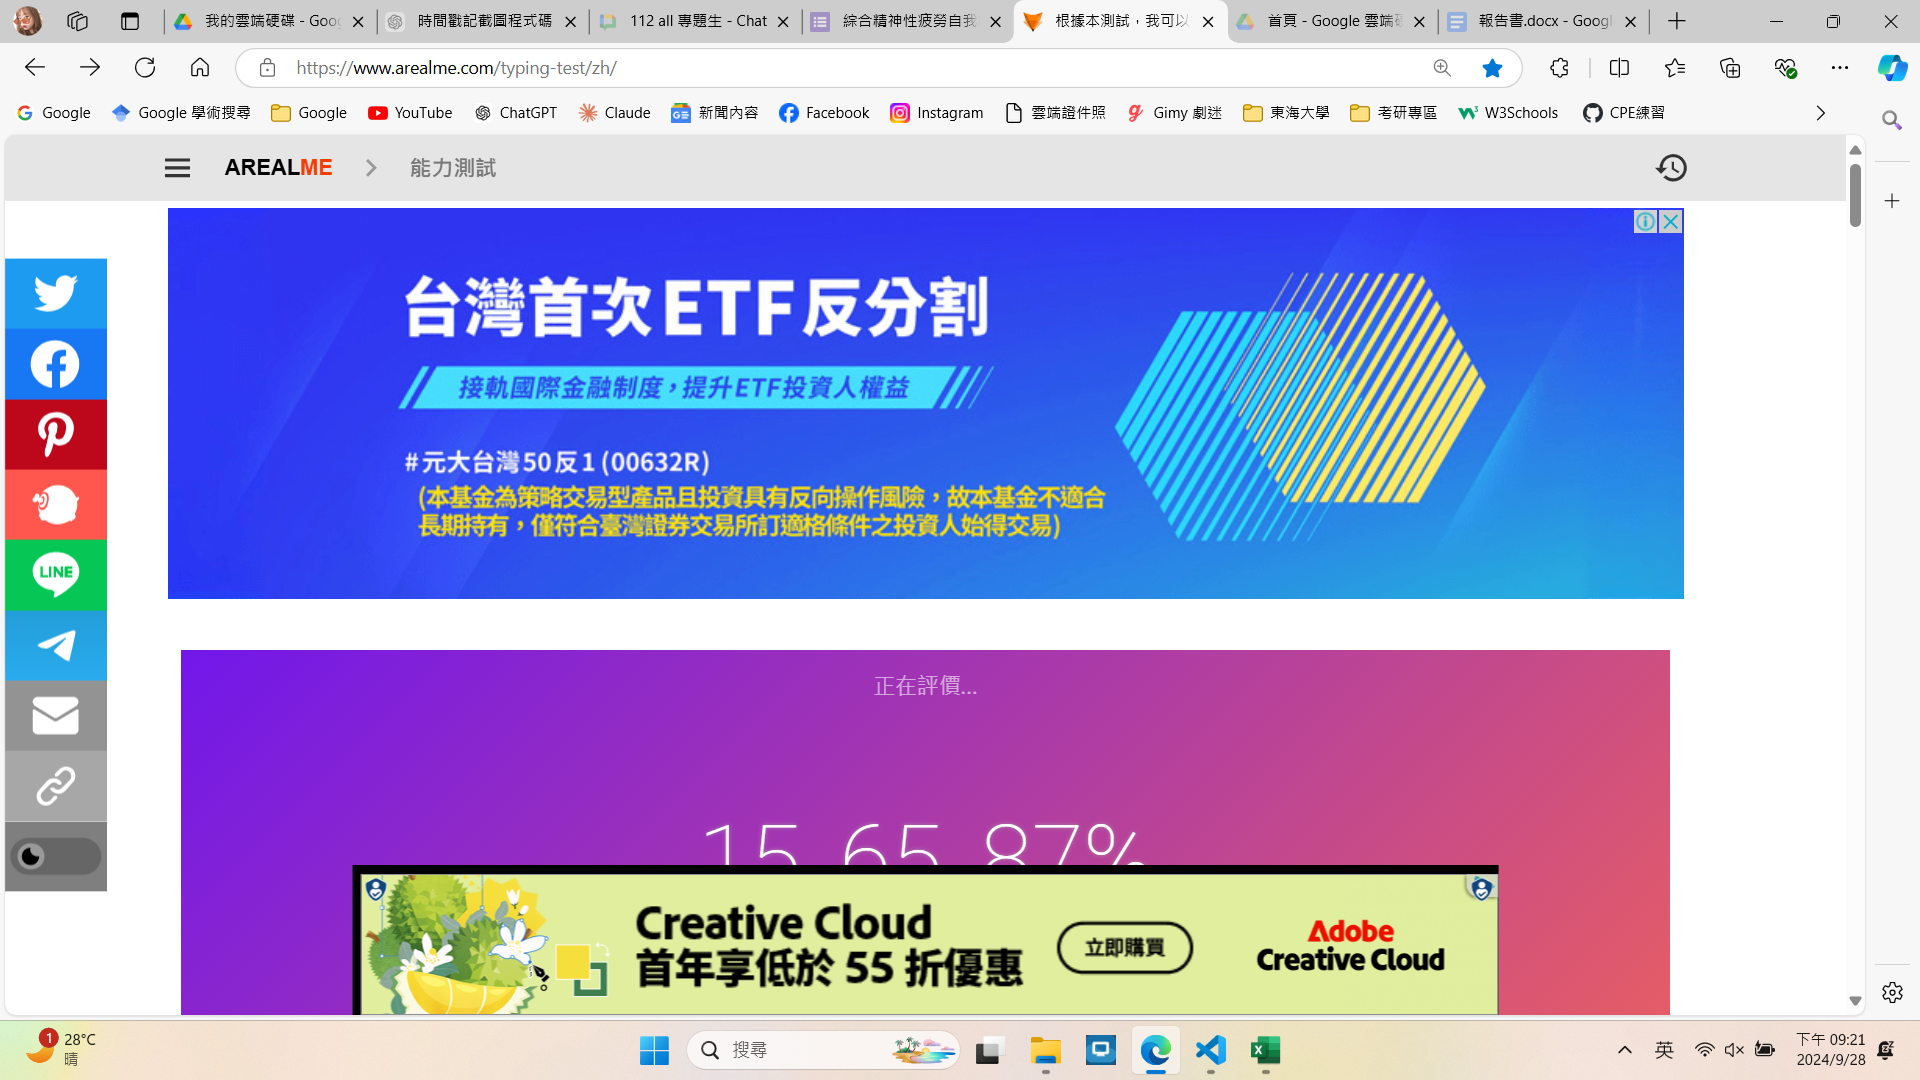 我的雲端硬碟 - Goog
時間戳記截圖程式碼
112 all 專題生 - Chat
綜合精神性疲勞自我
根據本測試，我可以
首頁 - Google 雲端硬
報告書.docx - Googl
https://www.arealme.com/typing-test/zh/
Google
Google 學術搜尋
Google
YouTube
ChatGPT
Claude
新聞內容
Facebook
Instagram
雲端證件照
Gimy 劇迷
東海大學
考研專區
W3Schools
CPE練習
AREALME
能力測試
台灣首次ETF反分割
接軌國際金融制度，提升ETF投資人權益
#元大台灣50反1(00632R)
(本基金為策略交易型產品且投資具有反向操作風險，故本基金不適合
長期持有，僅符合臺灣證券交易所訂適格條件之投資人始得交易)
LINE
正在評價...
15 65 87%
Creative Cloud
首年享低於 55 折優惠
立即購買
Adobe
Creative Cloud
1
28°C
晴
搜尋
英
下午 09:21
2024/9/28